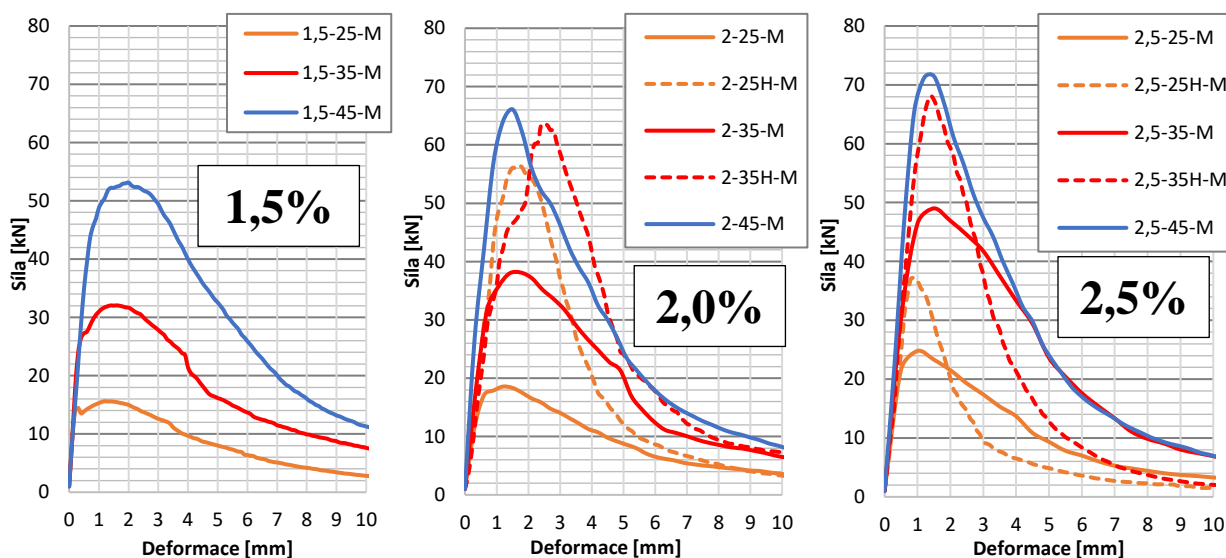 80
70
60
50
40
30
20
10
0
Síla [kN]
1,5-25-M
1,5-35-M
1,5-45-M
1,5%
0 1 2 3 4 5 6 7 8 9 10
Deformace [mm]
80
70
60
50
40
30
20
10
0
Síla [kN]
2-25-M
2-25H-M
2-35-M
2-35H-M
2-45-M
2,0%
0 1 2 3 4 5 6 7 8 9 10
Deformace [mm]
80
70
60
50
40
30
20
10
0
Síla [kN]
2,5-25-M
2,5-25H-M
2,5-35-M
2,5-35H-M
2,5-45-M
2,5%
0 1 2 3 4 5 6 7 8 9 10
Deformace [mm]